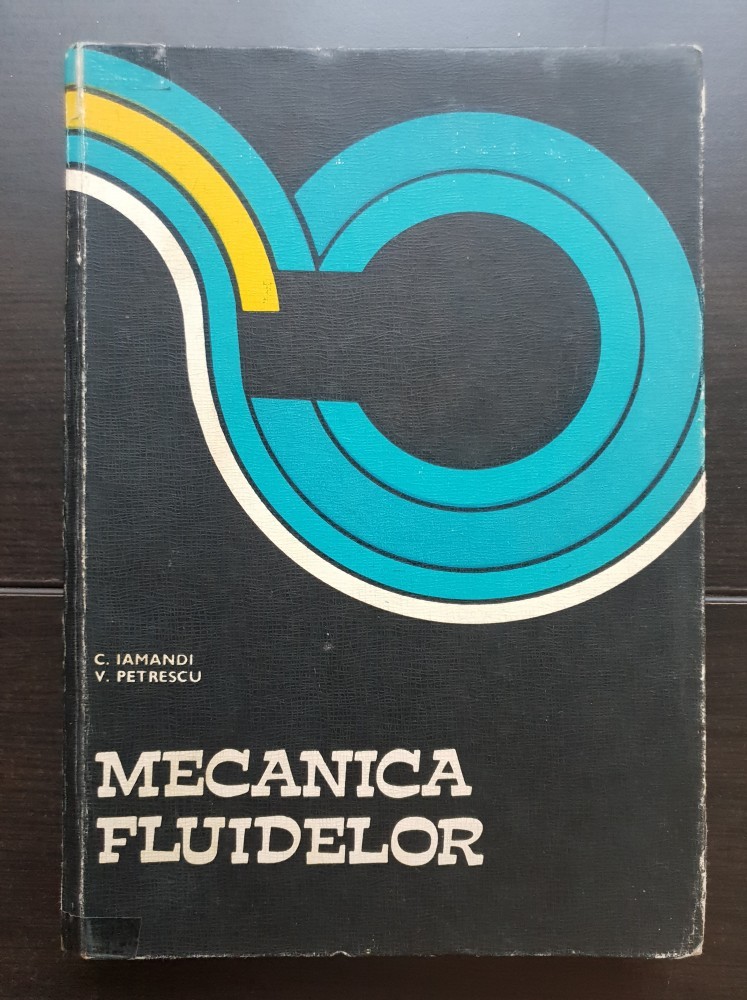 C. IAMANDI
V. PETRESCU
MECANICA
FLUIDELOR